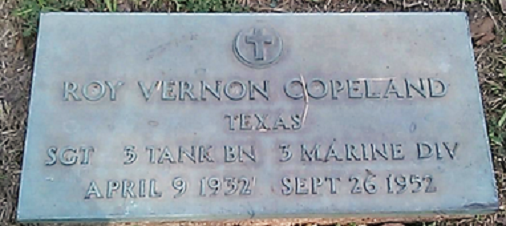 ROY VERNON COPELAND
TEXAS
SGT 3 TANK BN 3 MARINE DIV
APRIL 9 1932 SEPT 26 1952